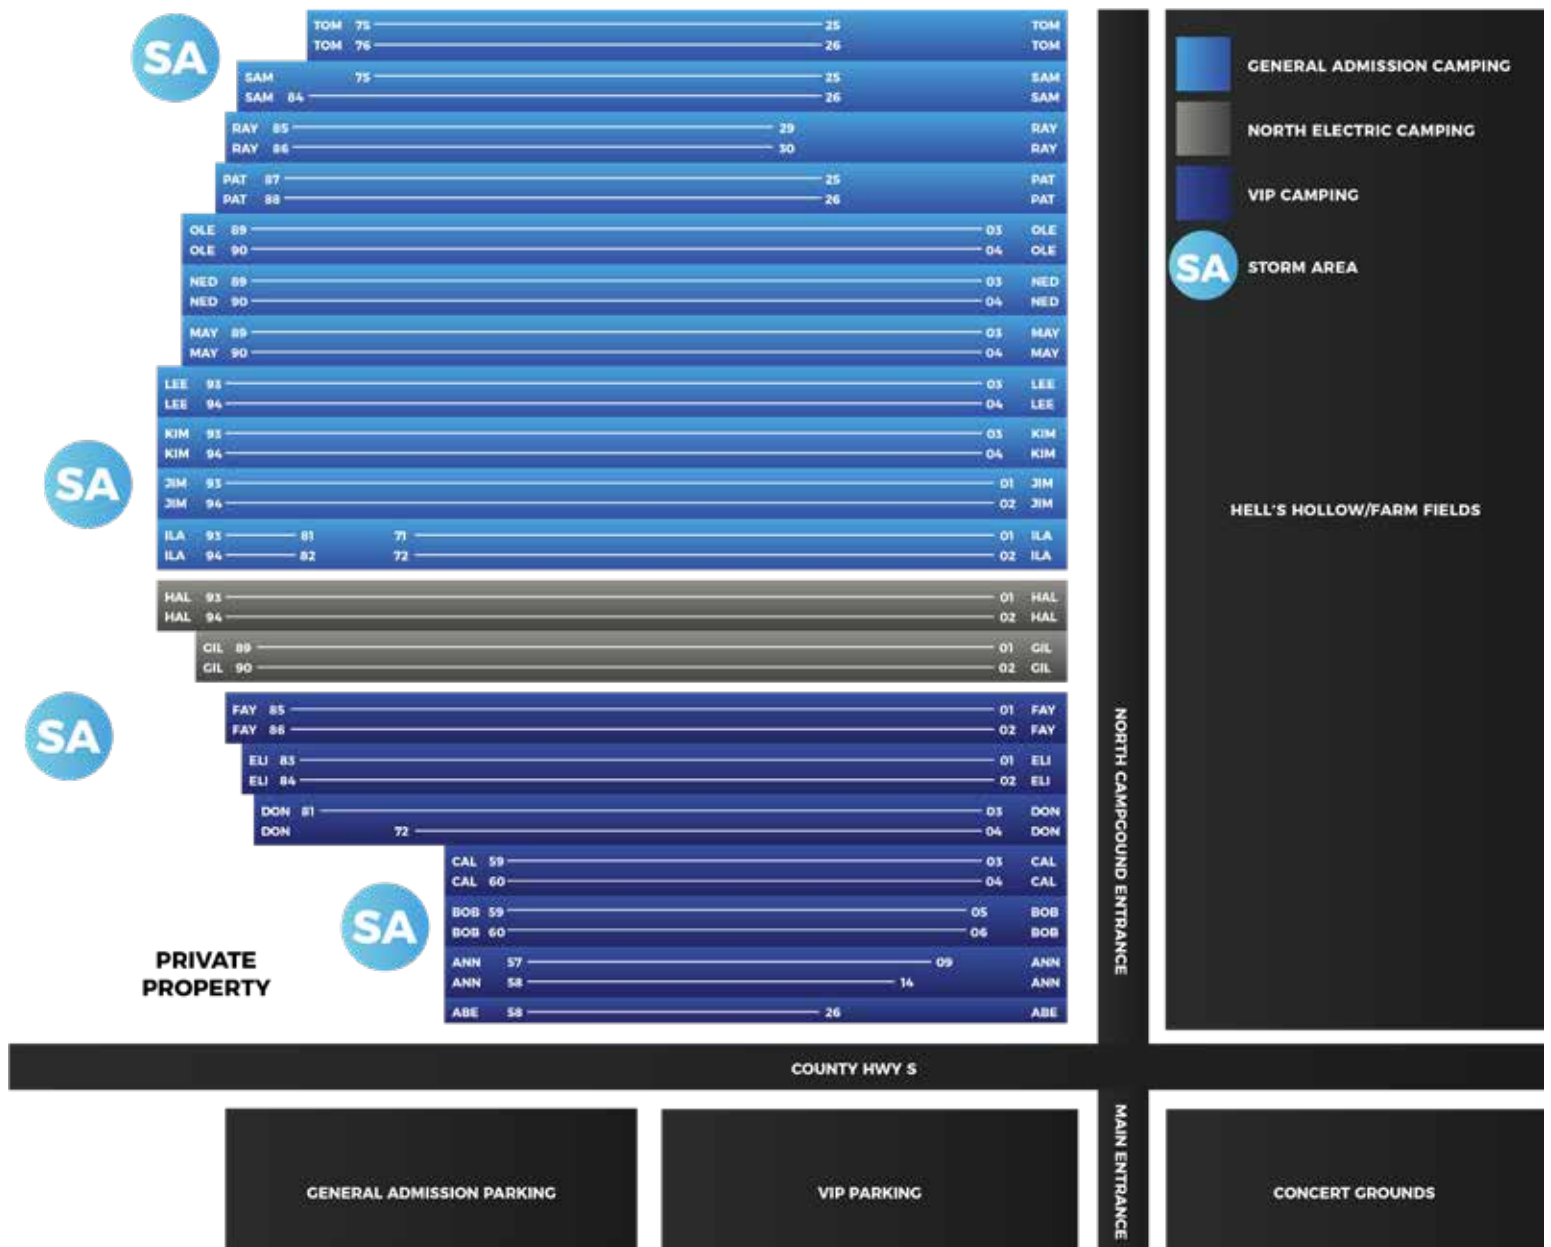 SA
TOM 75 25 TOM
TOM 76 26 TOM
SAM 75 25 SAM
SAM 84 26 SAM
RAY 85 29 RAY
RAY 86 30 RAY
PAT 87 25 PAT
PAT 88 26 PAT
OLE 89 03 OLE
OLE 90 04 OLE
NED 89 03 NED
NED 90 04 NED
MAY 89 03 MAY
MAY 90 04 MAY
LEE 93 03 LEE
LEE 94 04 LEE
KIM 93 03 KIM
KIM 94 04 KIM
SA
JIM 93 01 JIM
JIM 94 02 JIM
ILA 93 81 71 01 ILA
ILA 94 82 72 02 ILA
HAL 93 01 HAL
HAL 94 02 HAL
GIL 89 01 GIL
GIL 90 02 GIL
FAY 85 01 FAY
FAY 86 02 FAY
SA
ELI 83 01 ELI
ELI 84 02 ELI
DON 81 03 DON
DON 72 04 DON
CAL 59 03 CAL
CAL 60 04 CAL
SA
BOB 59 05 BOB
BOB 60 06 BOB
ANN 57 09 ANN
ANN 58 14 ANN
ABE 58 26 ABE
PRIVATE
PROPERTY
NORTH CAMPGOUND ENTRANCE
GENERAL ADMISSION CAMPING
NORTH ELECTRIC CAMPING
VIP CAMPING
SA STORM AREA
HELL'S HOLLOW/FARM FIELDS
COUNTY HWY S
GENERAL ADMISSION PARKING
VIP PARKING
MAIN ENTRANCE
CONCERT GROUNDS